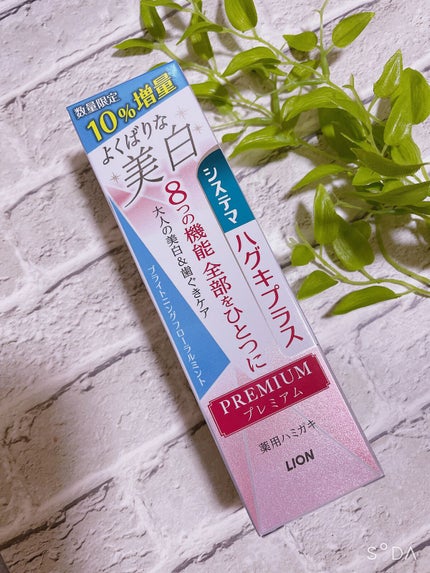 数量限定
10%増量
よくばりな
美白
8つの機能 全部をひとつに
大人の美白&歯ぐきケア
ブライトニングフローラルミント
システマ
ハグキプラス
PREMIUM
プレミアム
薬用ハミガキ
LION
SODA